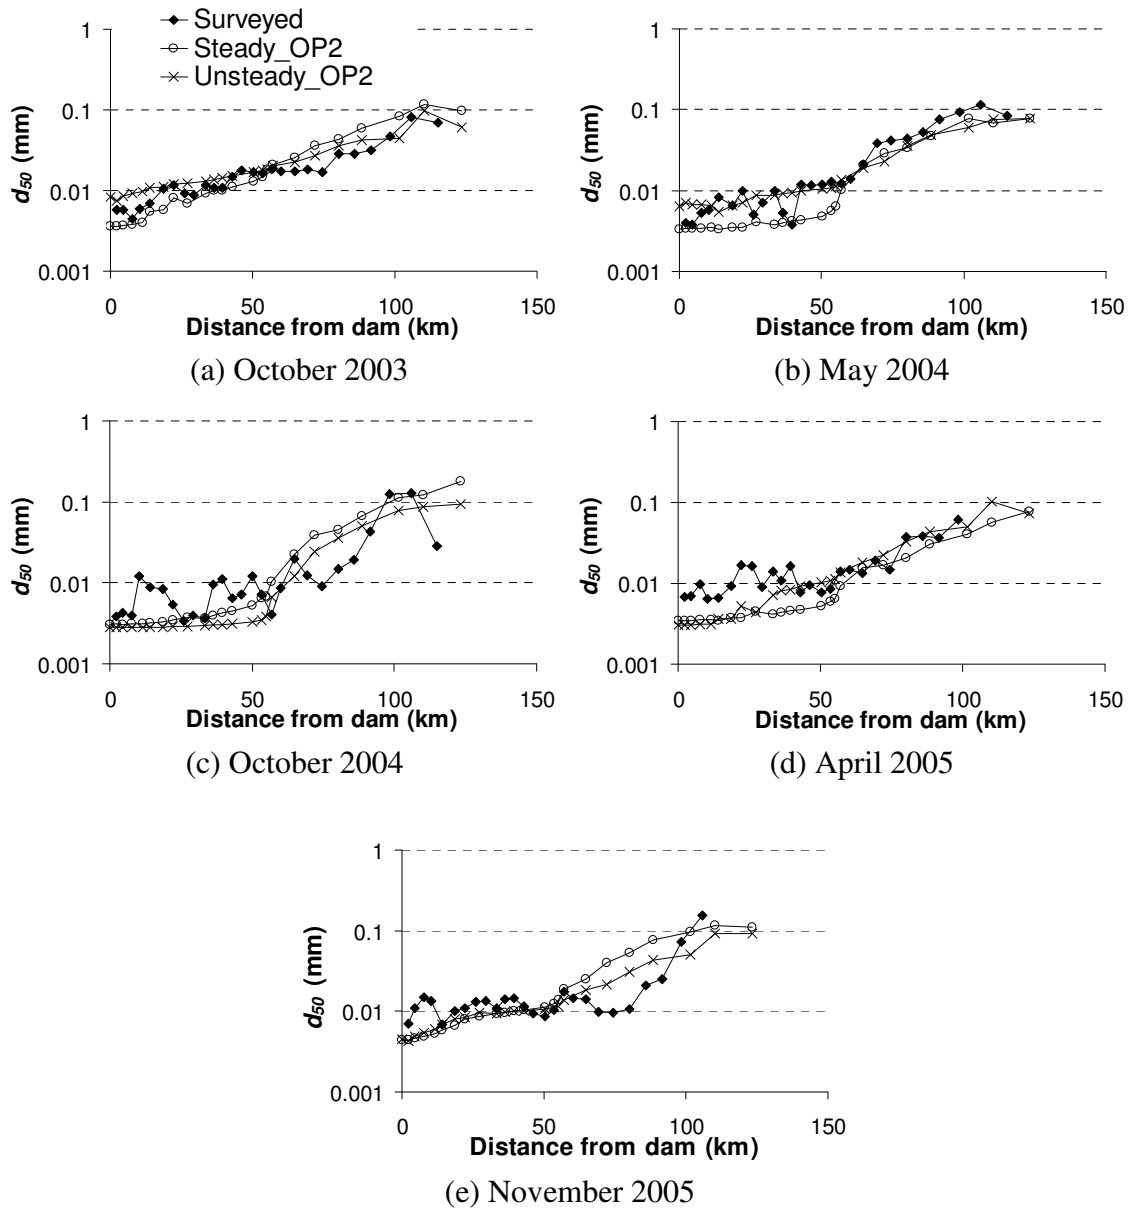 Surveyed
Steady_OP2
Unsteady_OP2
1
0.1
0.01
0.001
d50 (mm)
0 50 100 150
Distance from dam (km)
(a) October 2003
1
0.1
0.01
0.001
d50 (mm)
0 50 100 150
Distance from dam (km)
(b) May 2004
1
0.1
0.01
0.001
d50 (mm)
0 50 100 150
Distance from dam (km)
(c) October 2004
1
0.1
0.01
0.001
d50 (mm)
0 50 100 150
Distance from dam (km)
(d) April 2005
1
0.1
0.01
0.001
d50 (mm)
0 50 100 150
Distance from dam (km)
(e) November 2005